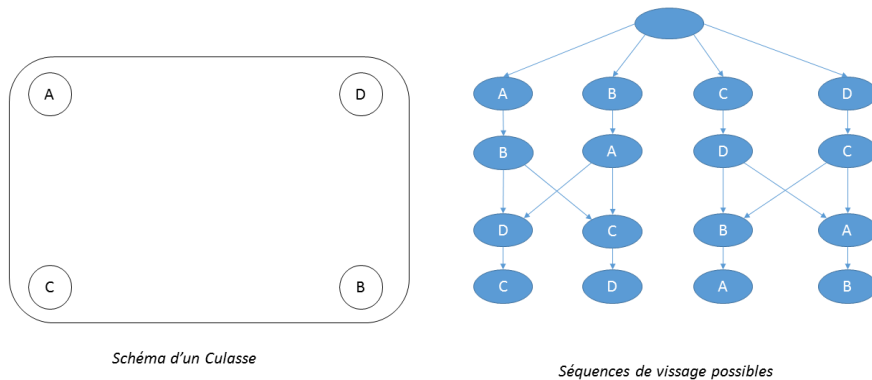 A D
C B
Schéma d'un Culasse
A B C D
B A D C
D C B A
C D A B
Séquences de vissage possibles